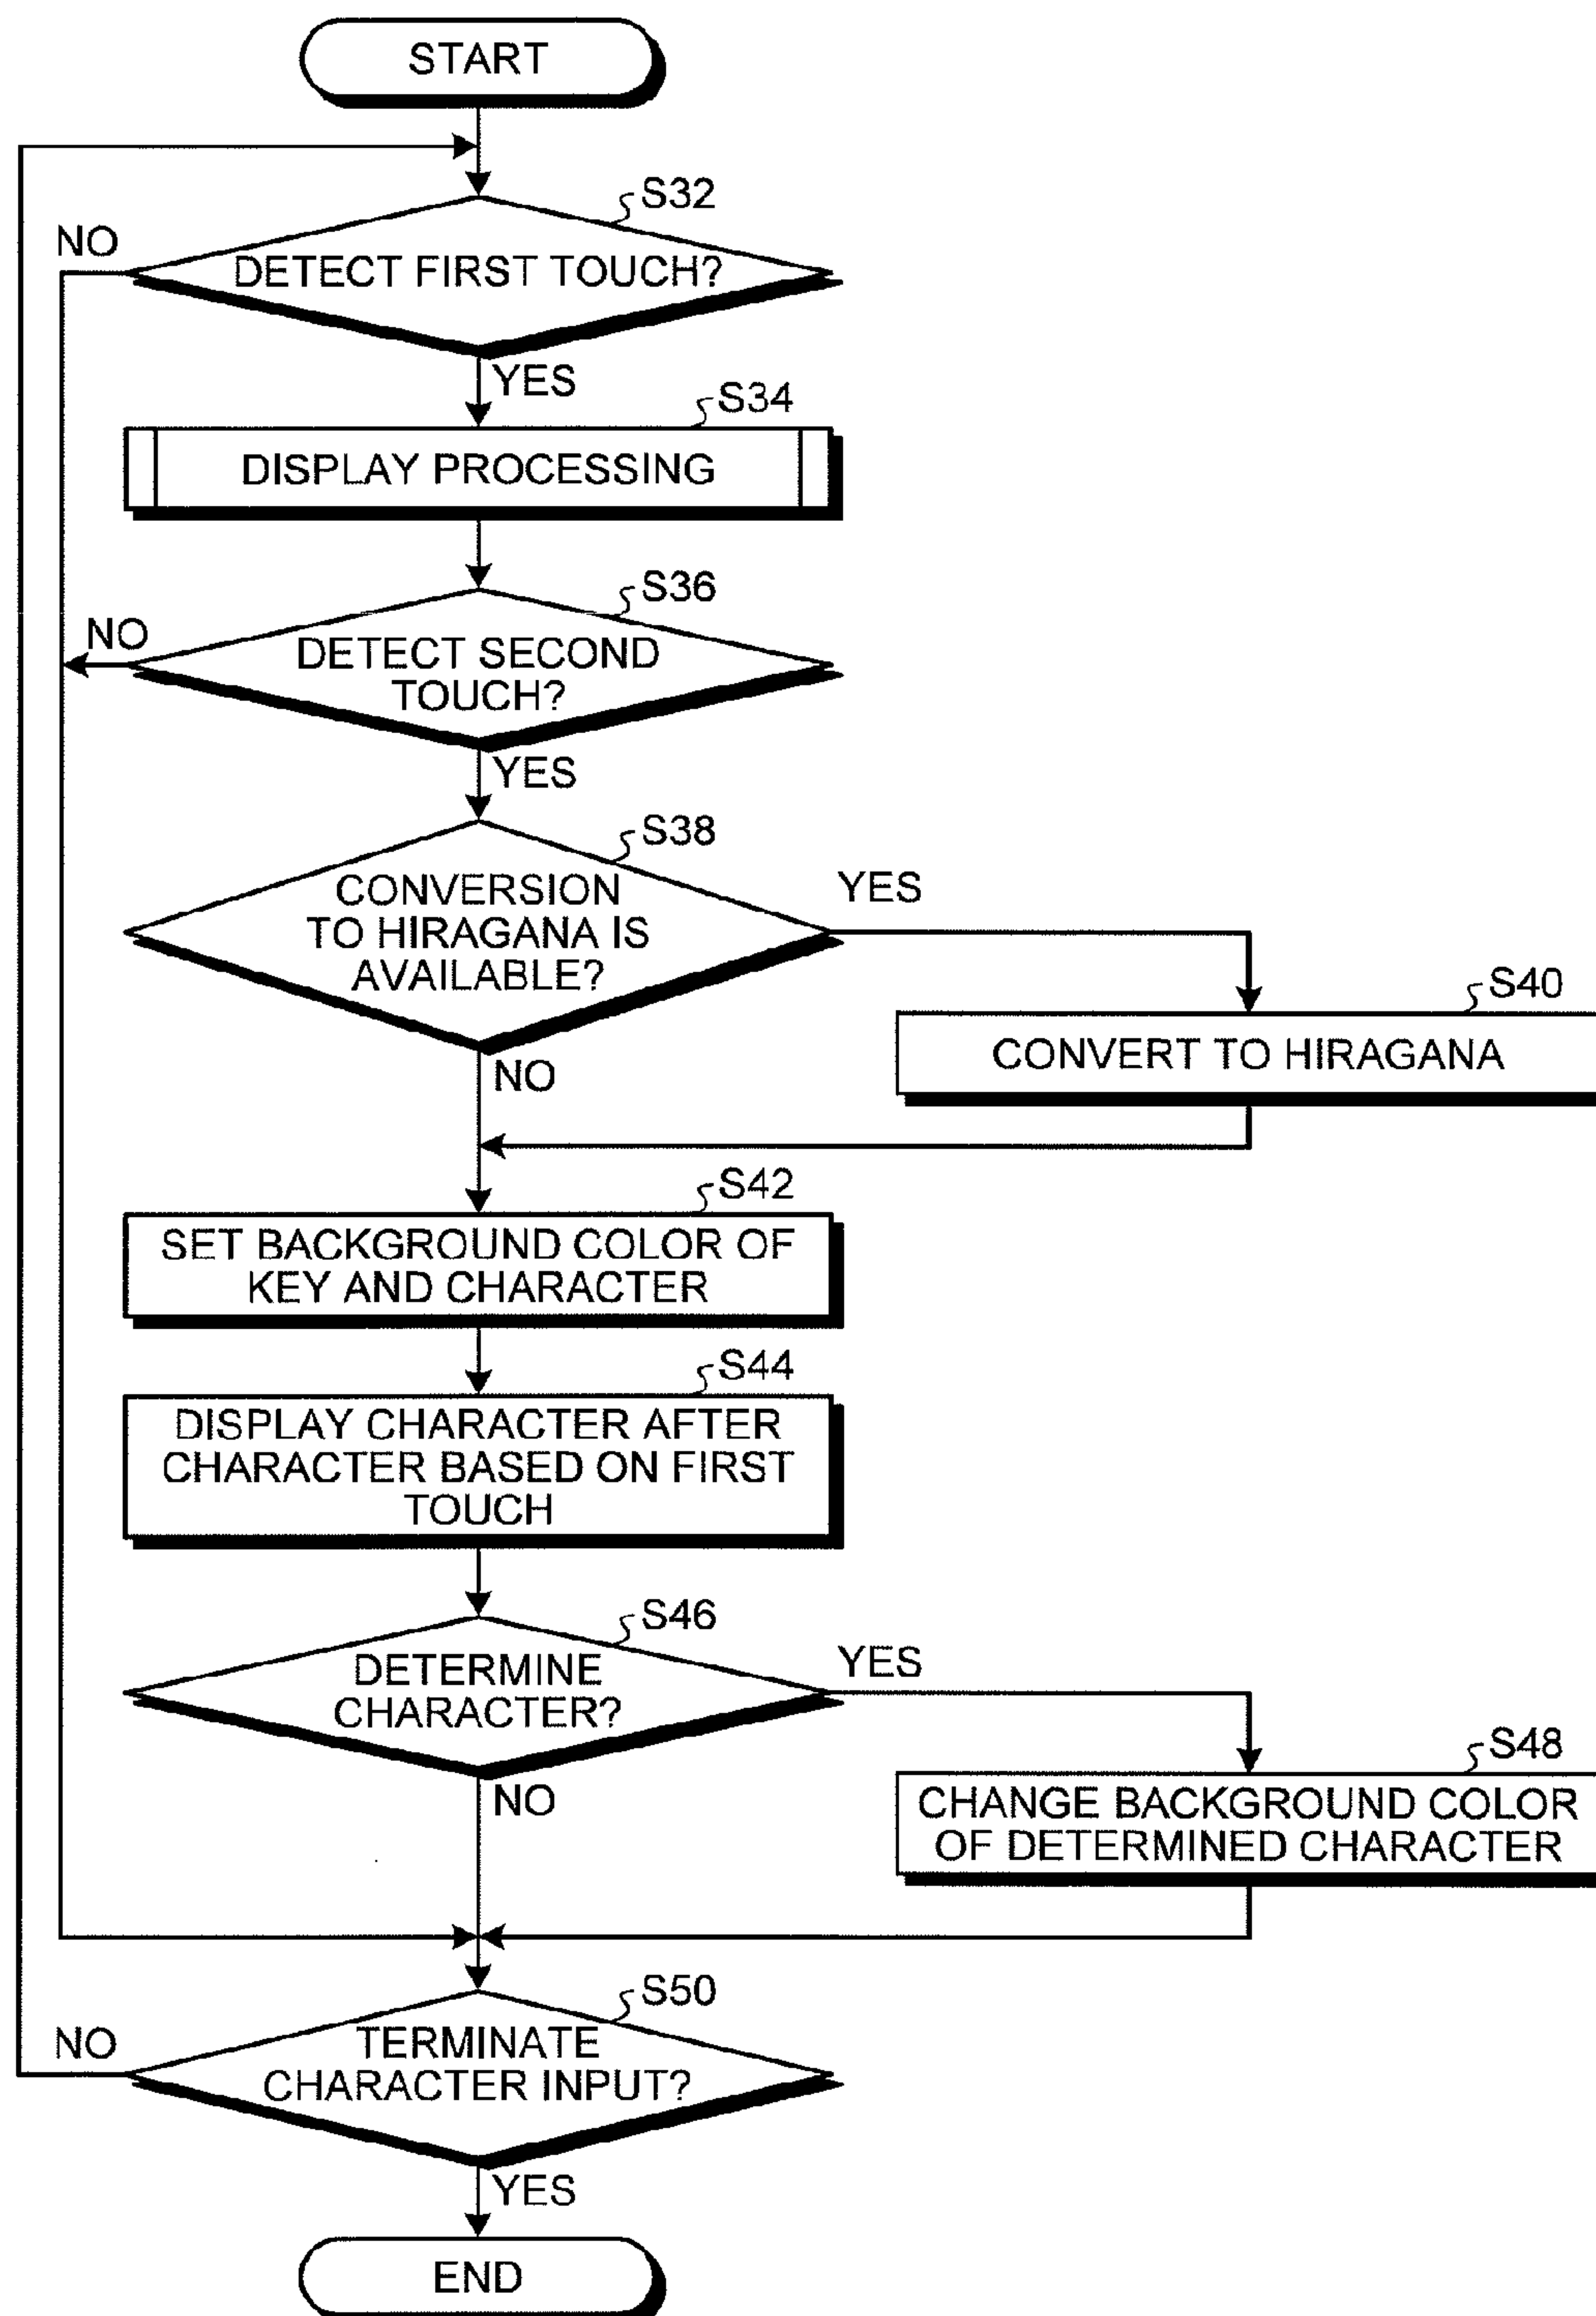 START
S32
NO
DETECT FIRST TOUCH?
YES
S34
DISPLAY PROCESSING
S36
NO
DETECT SECOND
TOUCH?
YES
S38
CONVERSION
TO HIRAGANA IS
AVAILABLE?
YES
S40
CONVERT TO HIRAGANA
NO
S42
SET BACKGROUND COLOR OF
KEY AND CHARACTER
S44
DISPLAY CHARACTER AFTER
CHARACTER BASED ON FIRST
TOUCH
S46
DETERMINE
CHARACTER?
YES
S48
CHANGE BACKGROUND COLOR
OF DETERMINED CHARACTER
NO
S50
NO
TERMINATE
CHARACTER INPUT?
YES
END